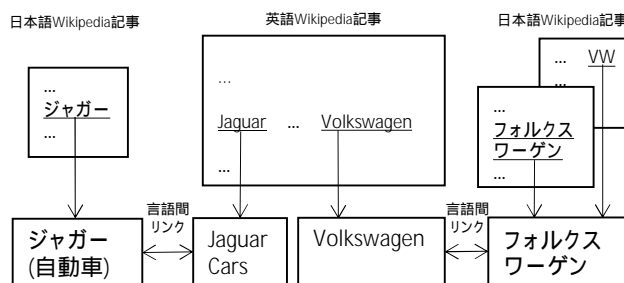 日本語Wikipedia記事
英語Wikipedia記事
日本語Wikipedia記事
...
ジャガー
...
...
Jaguar ... Volkswagen
...
... VW
... ...
...
フォルクス
ワーゲン
...
ジャガー
(自動車)
言語間
リンク
Jaguar
Cars
Volkswagen
言語間
リンク
フォルクス
ワーゲン